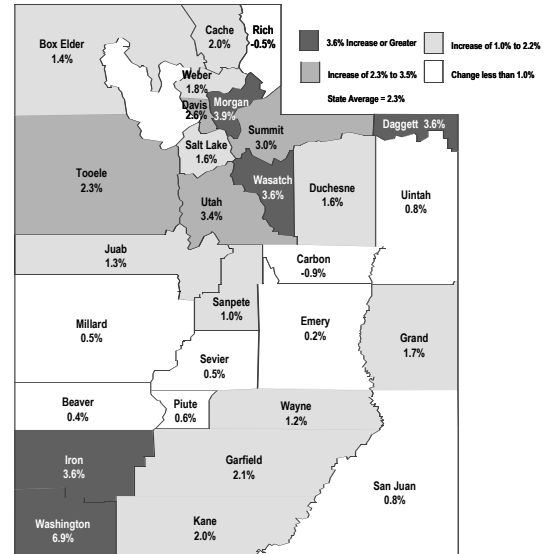 Rich
-0.5%
Cache
2.0%
Box Elder
1.4%
3.6% Increase or Greater
Increase of 1.0% to 2.2%
Increase of 2.3% to 3.5%
Change less than 1.0%
State Average = 2.3%
Weber
1.8%
Davis
2.6%
Morgan
3.9%
Summit
3.0%
Daggett 3.6%
Salt Lake
1.6%
Tooele
2.3%
Wasatch
3.6%
Duchesne
1.6%
Uintah
0.8%
Utah
3.4%
Juab
1.3%
Carbon
-0.9%
Sanpete
1.0%
Millard
0.5%
Emery
0.2%
Grand
1.7%
Sevier
0.5%
Beaver
0.4%
Piute
0.6%
Wayne
1.2%
Iron
3.6%
Garfield
2.1%
San Juan
0.8%
Washington
6.9%
Kane
2.0%